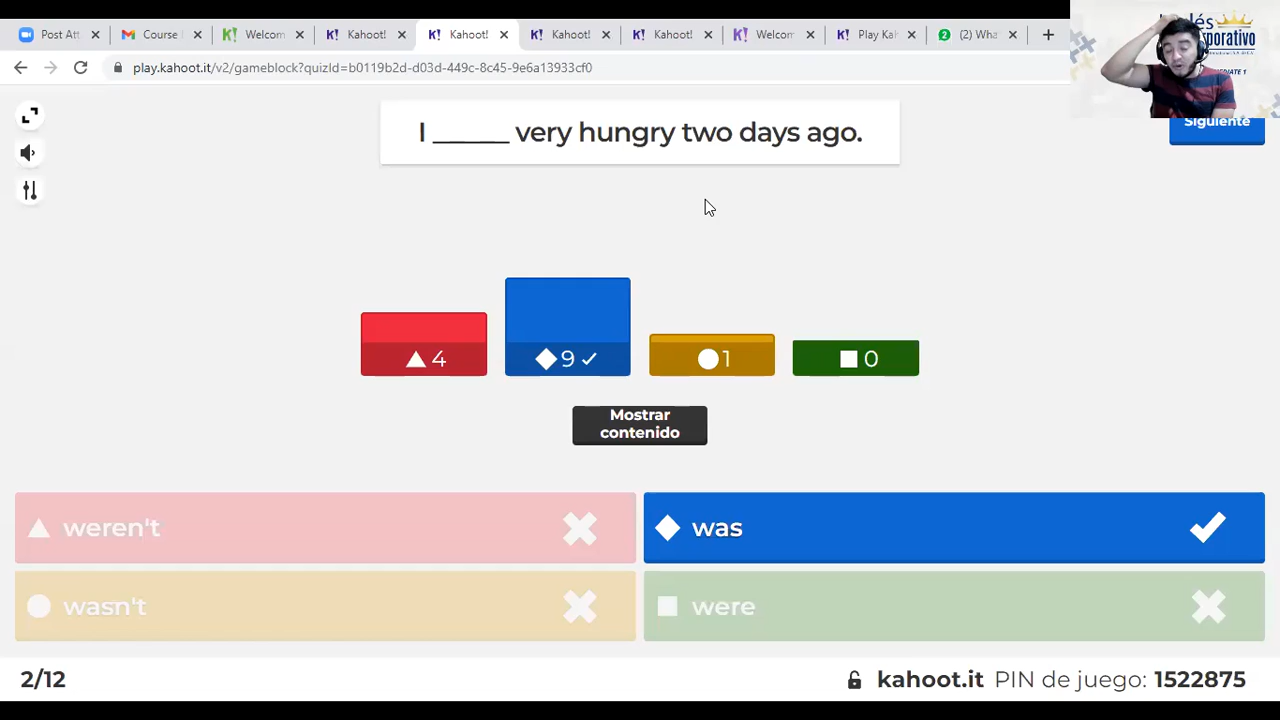 Post Att
Course
Welcom
Kahoot!
Kahoot!
Kahoot!
Kahoot!
Welcom
Play Kah
(2) Wha
play.kahoot.it/v2/gameblock?quizId=b0119b2d-d03d-449c-8c45-9e6a13933cf0
Siguiente
I _____ very hungry two days ago.
4
9
1
0
Mostrar
contenido
weren't
was
wasn't
were
2/12
kahoot.it PIN de juego: 1522875